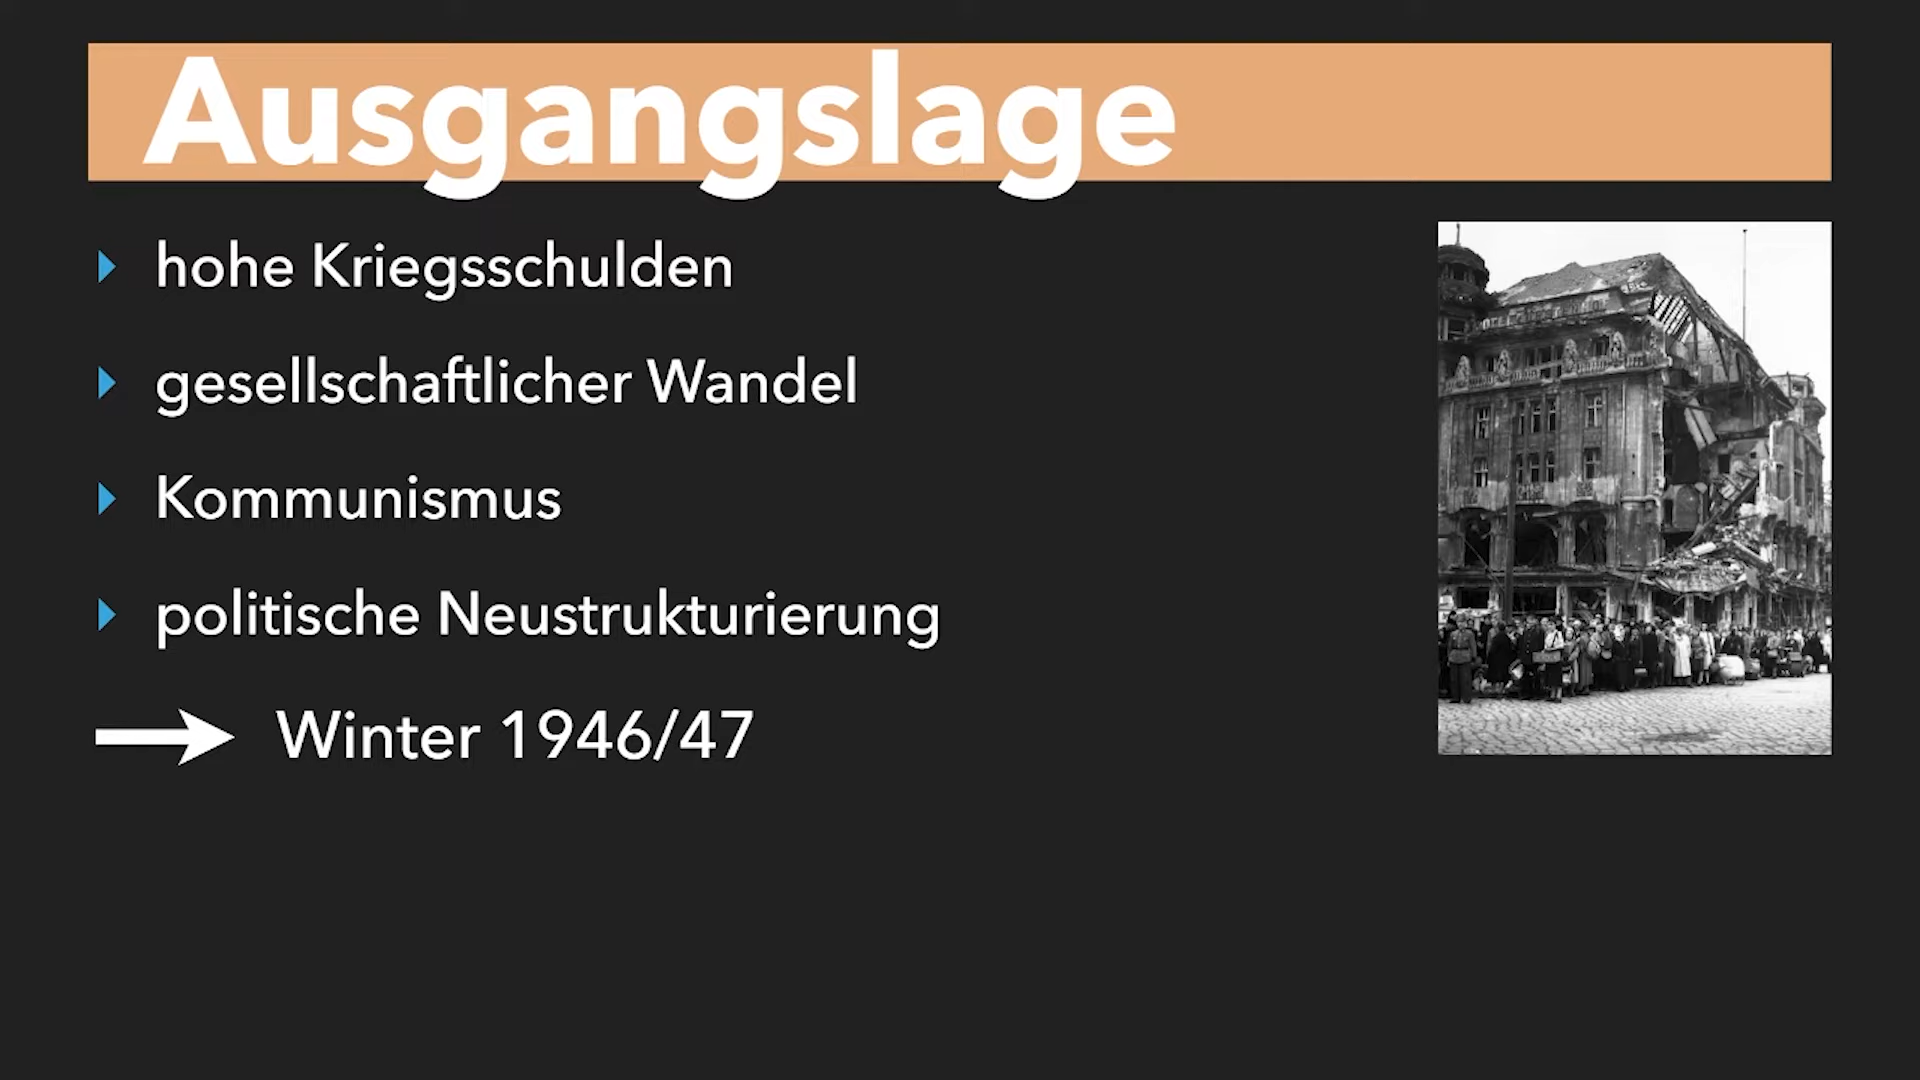 Ausgangslage
hohe Kriegsschulden
gesellschaftlicher Wandel
Kommunismus
politische Neustrukturierung
Winter 1946/47